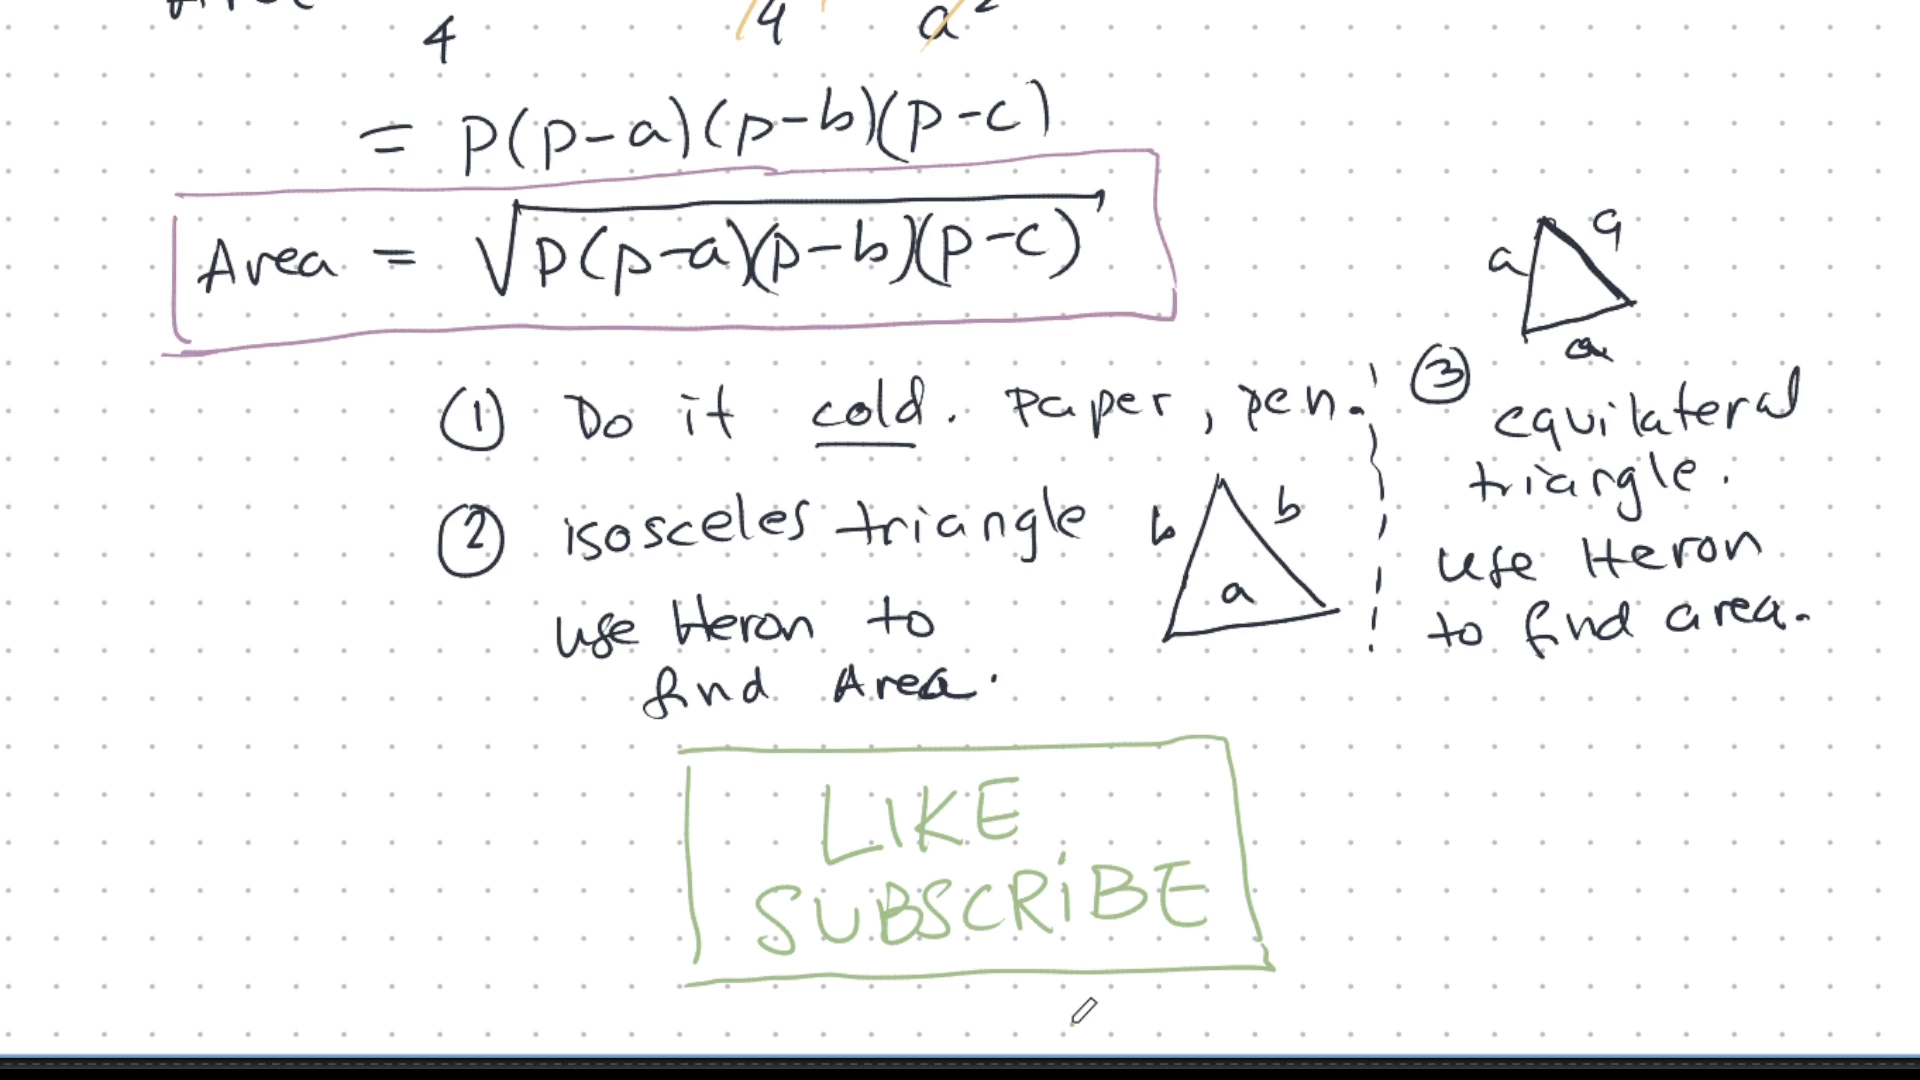 4 4 a²
= p(p-a)(p-b)(p-c)
Area = √p(p-a)(p-b)(p-c)
① Do it cold. Paper, pen.
② isosceles triangle
use Heron to
find Area.
b b
a
a a
a
③
equilateral
triangle.
use Heron
to find area.
LIKE
SUBSCRIBE